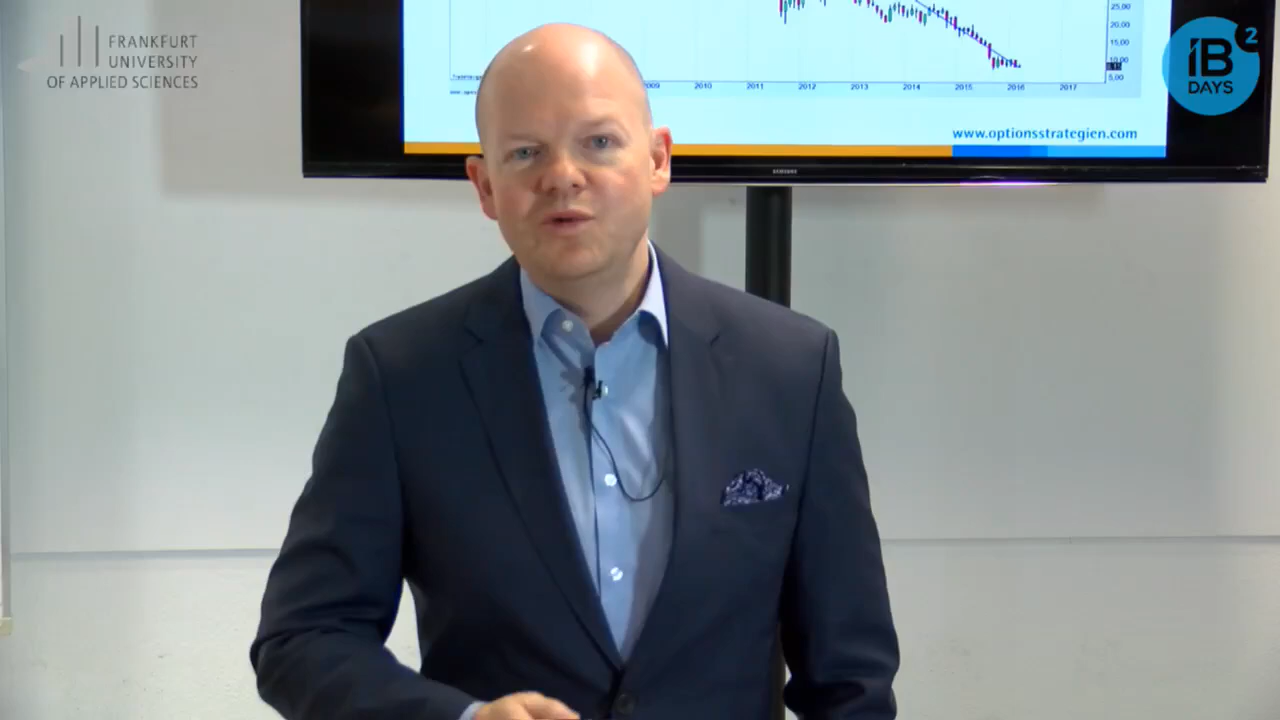 FRANKFURT
UNIVERSITY
OF APPLIED SCIENCES
25,00
20,00
15,00
10,00
5,00
2009
2010
2011
2012
2013
2014
2015
2016
2017
www.optionsstrategien.com
SAMSUNG
IB
2
DAYS